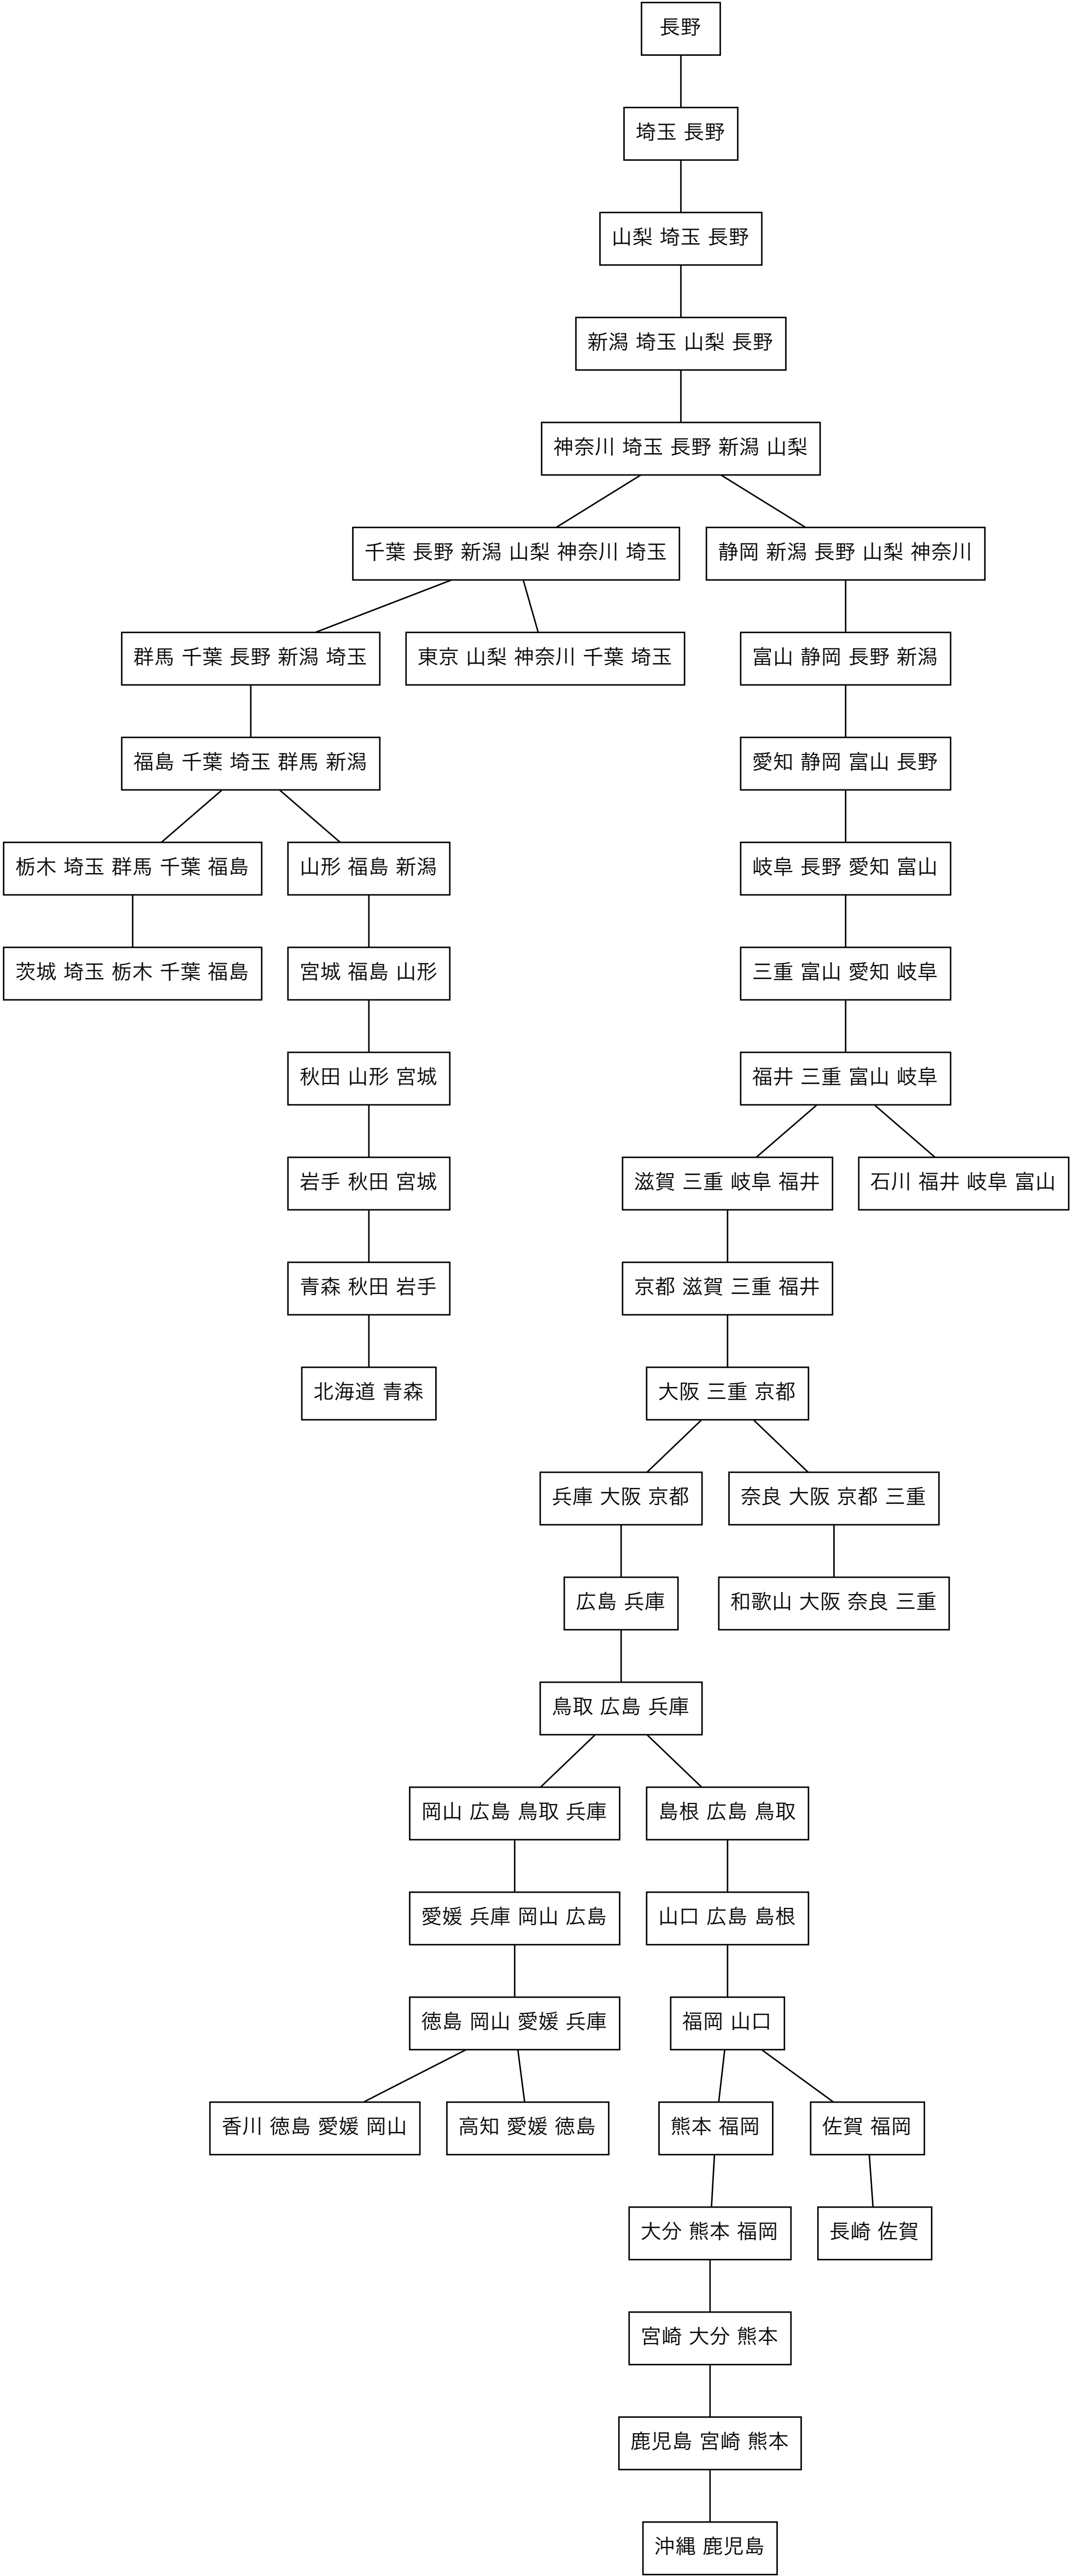 長野
埼玉 長野
山梨 埼玉 長野
新潟 埼玉 山梨 長野
神奈川 埼玉 長野 新潟 山梨
千葉 長野 新潟 山梨 神奈川 埼玉
静岡 新潟 長野 山梨 神奈川
群馬 千葉 長野 新潟 埼玉
東京 山梨 神奈川 千葉 埼玉
富山 静岡 長野 新潟
福島 千葉 埼玉 群馬 新潟
愛知 静岡 富山 長野
栃木 埼玉 群馬 千葉 福島
山形 福島 新潟
岐阜 長野 愛知 富山
茨城 埼玉 栃木 千葉 福島
宮城 福島 山形
三重 富山 愛知 岐阜
秋田 山形 宮城
福井 三重 富山 岐阜
岩手 秋田 宮城
滋賀 三重 岐阜 福井
石川 福井 岐阜 富山
青森 秋田 岩手
京都 滋賀 三重 福井
北海道 青森
大阪 三重 京都
兵庫 大阪 京都
奈良 大阪 京都 三重
広島 兵庫
和歌山 大阪 奈良 三重
鳥取 広島 兵庫
岡山 広島 鳥取 兵庫
島根 広島 鳥取
愛媛 兵庫 岡山 広島
山口 広島 島根
徳島 岡山 愛媛 兵庫
福岡 山口
香川 徳島 愛媛 岡山
高知 愛媛 徳島
熊本 福岡
佐賀 福岡
大分 熊本 福岡
長崎 佐賀
宮崎 大分 熊本
鹿児島 宮崎 熊本
沖縄 鹿児島